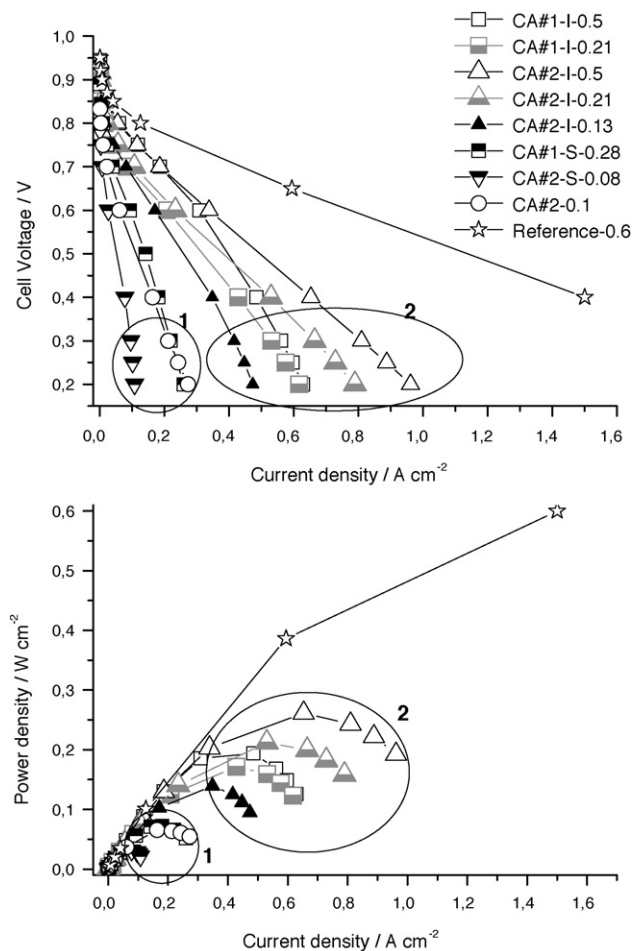 CA#1-I-0.5
CA#1-I-0.21
CA#2-I-0.5
CA#2-I-0.21
CA#2-I-0.13
CA#1-S-0.28
CA#2-S-0.08
CA#2-0.1
Reference-0.6
Cell Voltage / V
1,0
0,9
0,8
0,7
0,6
0,5
0,4
0,3
0,2
1
2
0,0 0,2 0,4 0,6 0,8 1,0 1,2 1,4 1,6
Current density / A cm-2
Power density / W cm-2
0,6
0,5
0,4
0,3
0,2
0,1
0,0
2
1
0,0 0,2 0,4 0,6 0,8 1,0 1,2 1,4 1,6
Current density / A cm-2